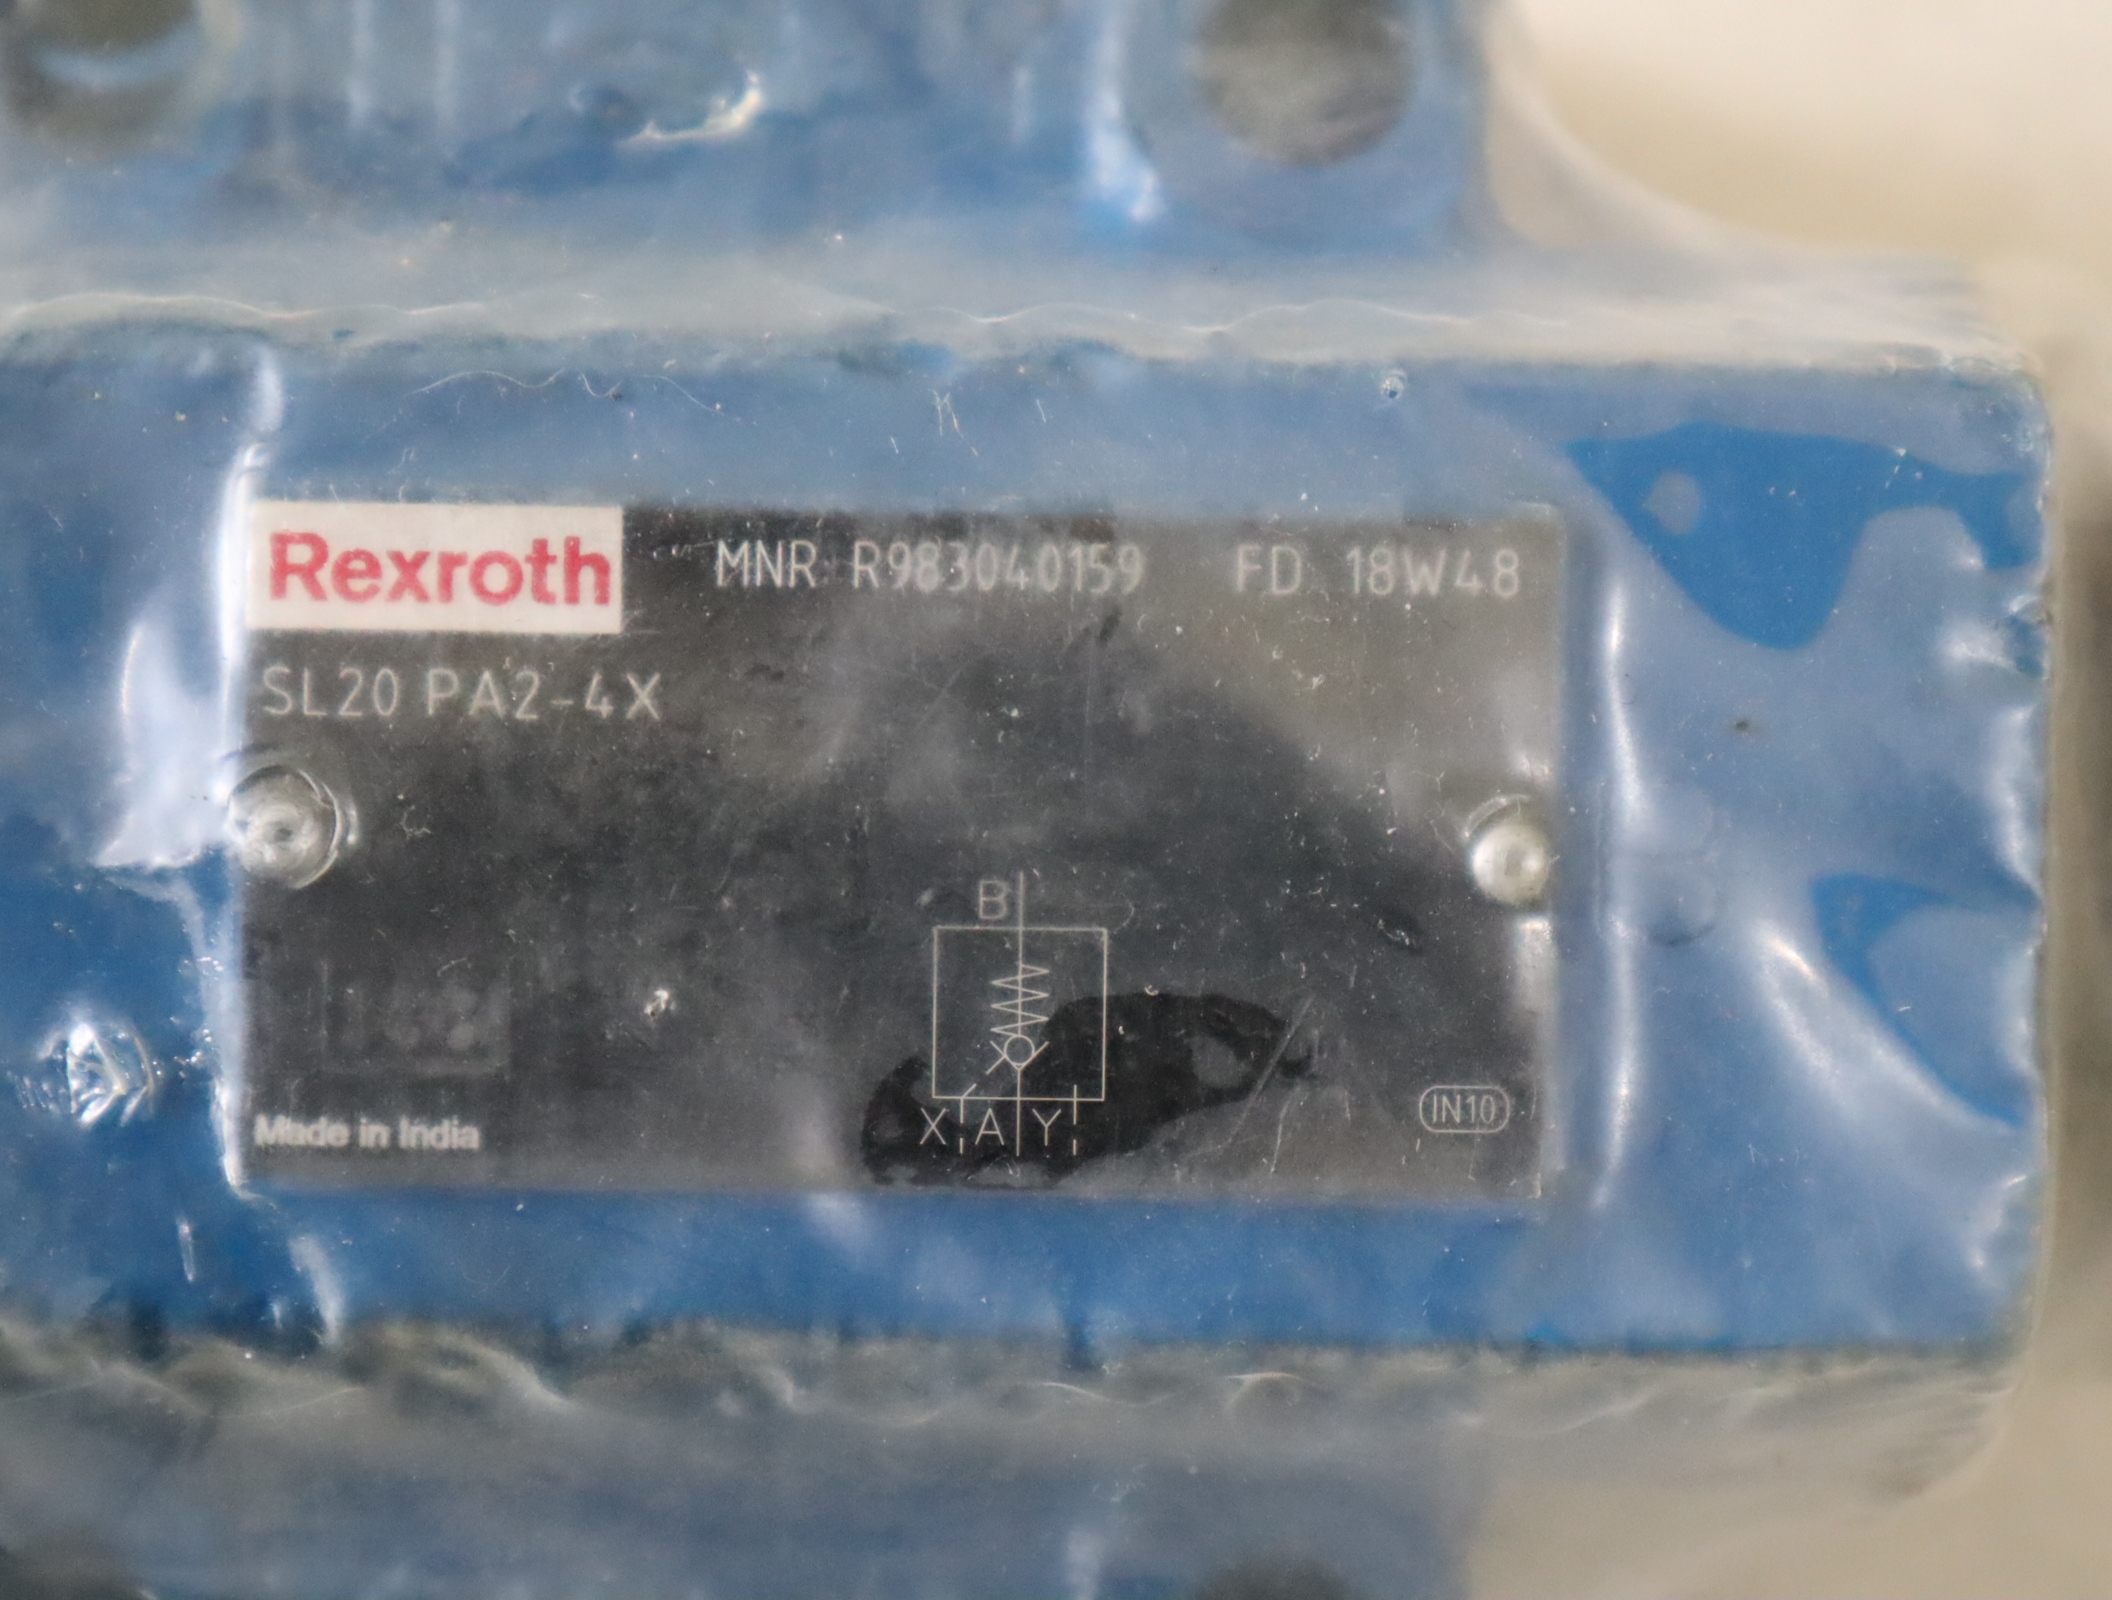 Rexroth MNR R983040159 FD 18W48
SL20 PA2-4X
B
X A Y
IN10
Made in India